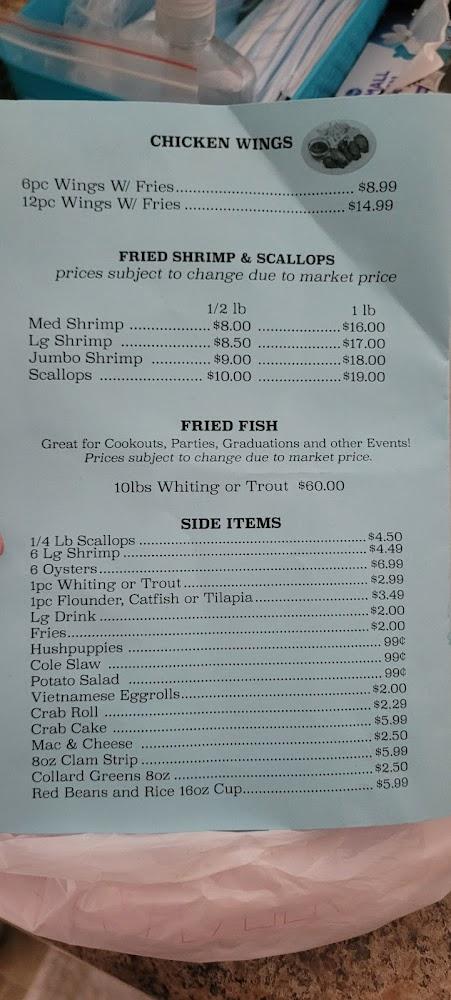 MALL
CHICKEN WINGS
6pc Wings W/ Fries.................................... $8.99
12pc Wings W/ Fries .................................. $14.99
FRIED SHRIMP & SCALLOPS
prices subject to change due to market price
1/2 lb 1 lb
Med Shrimp .................. $8.00 ..................... $16.00
Lg Shrimp .................. $8.50 ..................... $17.00
Jumbo Shrimp ............. $9.00 ..................... $18.00
Scallops ....................... $10.00 ..................... $19.00
FRIED FISH
Great for Cookouts, Parties, Graduations and other Events!
Prices subject to change due to market price.
10lbs Whiting or Trout $60.00
SIDE ITEMS
1/4 Lb Scallops .................................................. $4.50
6 Lg Shrimp ...................................................... $4.49
6 Oysters............................................................ $6.99
1pc Whiting or Trout......................................... $2.99
1pc Flounder, Catfish or Tilapia......................... $3.49
Lg Drink ............................................................ $2.00
Fries................................................................... $2.00
Hushpuppies ..................................................... 99¢
Cole Slaw .......................................................... 99¢
Potato Salad ...................................................... 99¢
Vietnamese Eggrolls.......................................... $2.00
Crab Roll ........................................................... $2.29
Crab Cake .......................................................... $5.99
Mac & Cheese .................................................... $2.50
8oz Clam Strip.................................................... $5.99
Collard Greens 8oz ............................................ $2.50
Red Beans and Rice 16oz Cup............................ $5.99